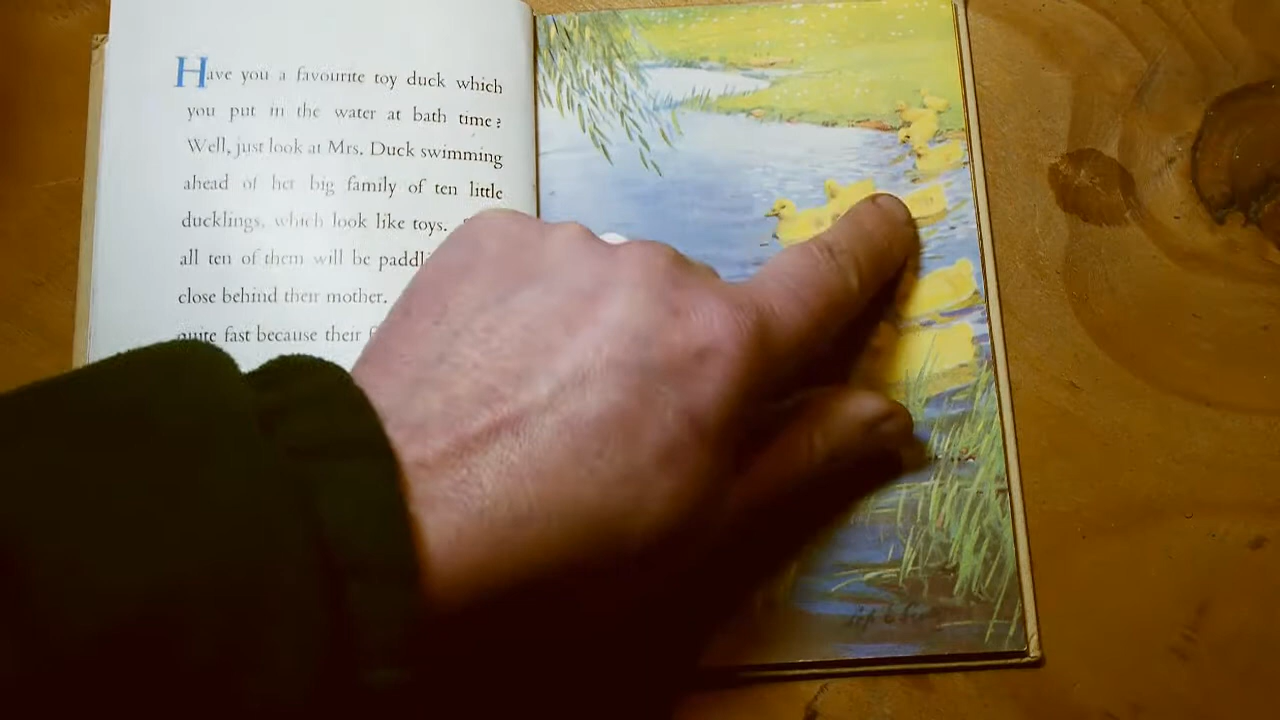 Have you a favourite toy duck which
you put in the water at bath time?
Well, just look at Mrs. Duck swimming
ahead of her big family of ten little
ducklings, which look like toys.
all ten of them will be
close behind their mother.
quite fast because their